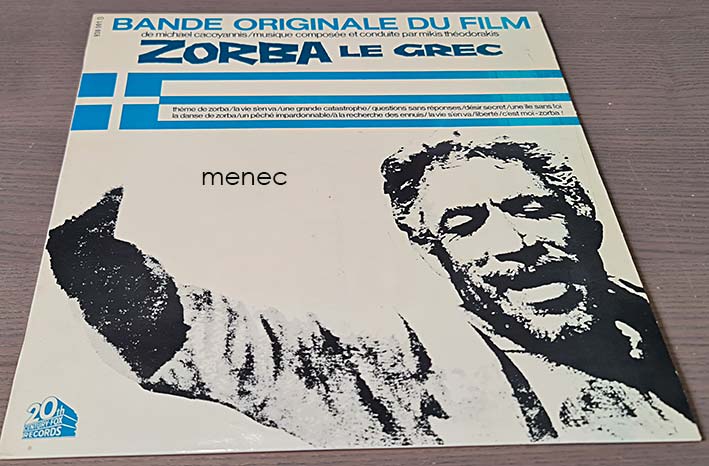 BANDE ORIGINALE DU FILM
de michael cacoyannis/musique composée et conduite par mikis théodorakis
ZORBA LE GREC
thème de zorba/la vie s'en va/une grande catastrophe/questions sans réponses/désir secret/une île sans loi
la danse de zorba/un pêché impardonnable/à la recherche des ennuis/la vie s'en va/liberté/c'est moi-zorba!
menec
20th
CENTURY-FOX
RECORDS